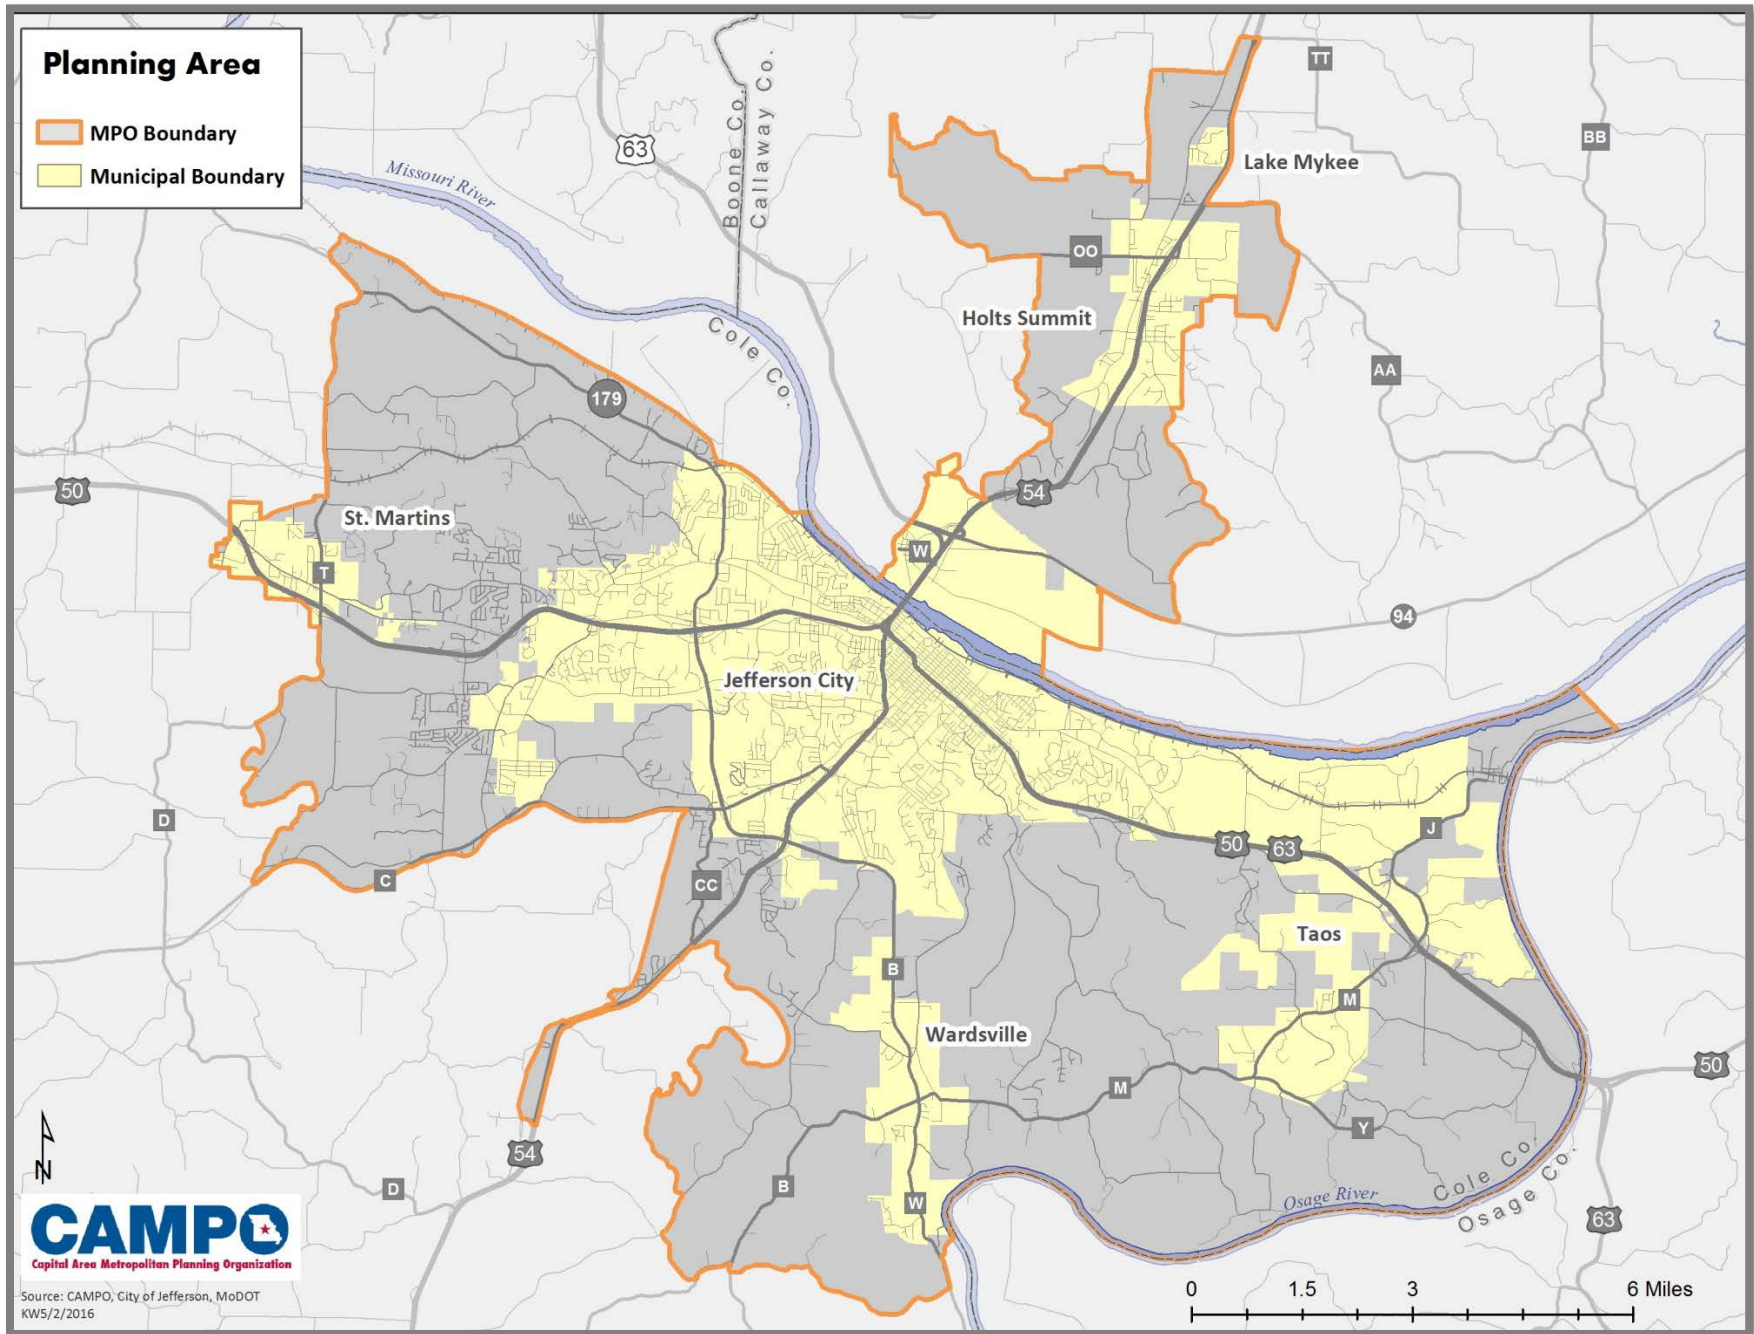 Planning Area
MPO Boundary
Municipal Boundary
TT
BB
63
Boone Co.
Callaway Co.
Missouri River
Lake Mykee
OO
Holts Summit
Cole Co.
AA
179
50
54
St. Martins
W
T
94
Jefferson City
D
J
50
63
C
CC
Taos
B
M
Wardsville
50
M
Y
54
Cole Co.
Osage Co.
D
B
W
Osage River
63
N
CAMPO
Capital Area Metropolitan Planning Organization
Source: CAMPO, City of Jefferson, MoDOT
KW5/2/2016
0 1.5 3 6 Miles